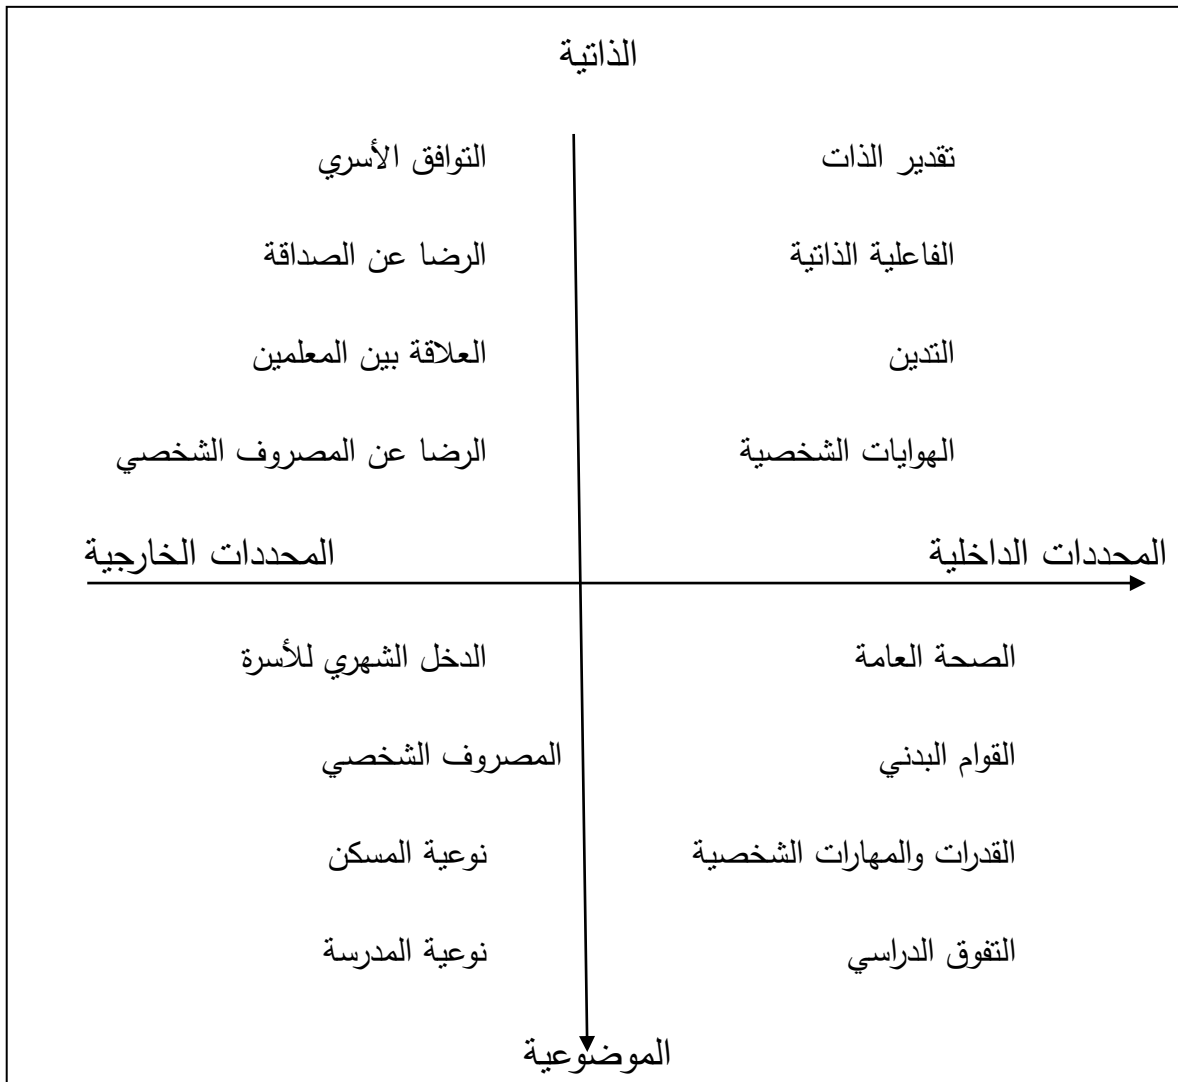 الذاتية
تقدير الذات
التوافق الأسري
الفاعلية الذاتية
الرضا عن الصداقة
التدين
العلاقة بين المعلمين
الهوايات الشخصية
الرضا عن المصروف الشخصي
المحددات الداخلية
المحددات الخارجية
الصحة العامة
الدخل الشهري للأسرة
القوام البدني
المصروف الشخصي
القدرات والمهارات الشخصية
نوعية المسكن
التفوق الدراسي
نوعية المدرسة
الموضوعية